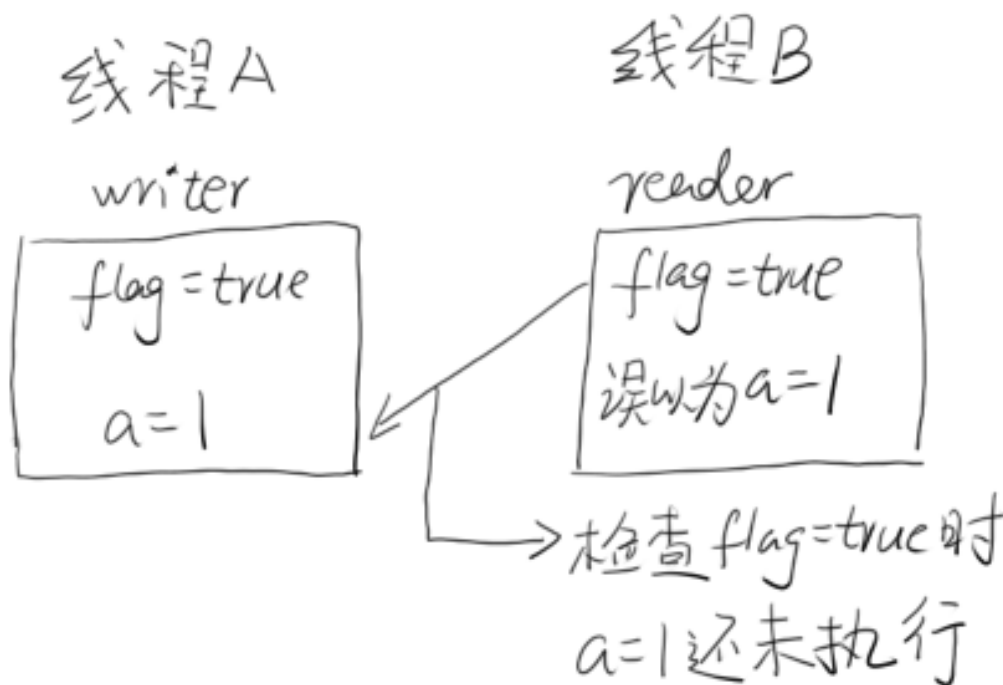 线程A
writer
flag=true
a=1
线程B
reader
flag=true
误以为a=1
检查flag=true时
a=1还未执行